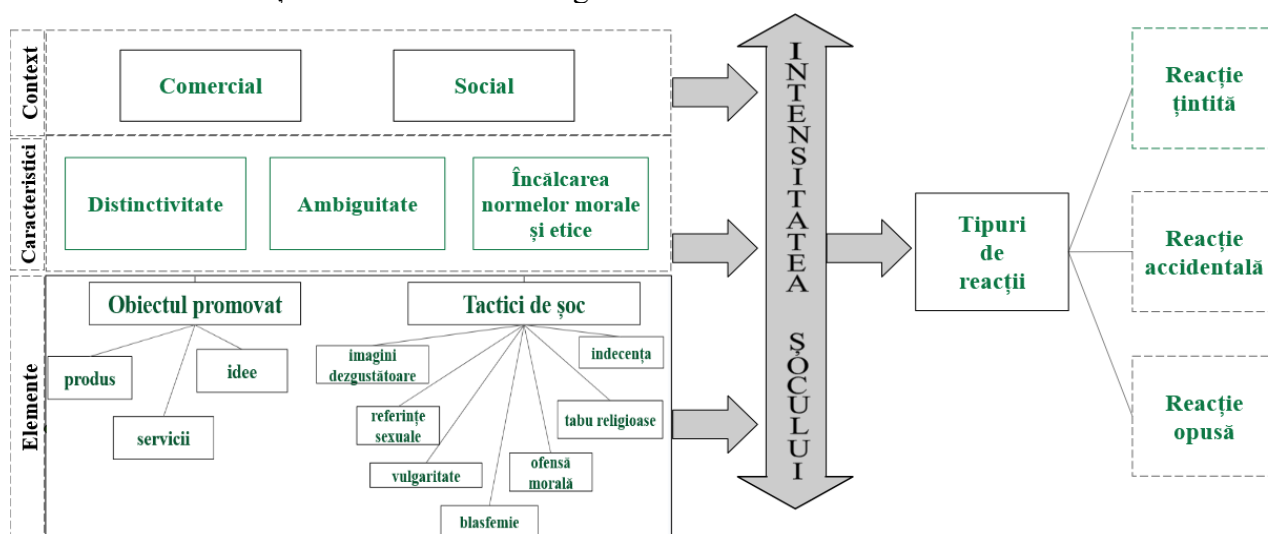 Context
Comercial
Social
Caracteristici
Distinctivitate
Ambiguitate
Încălcarea
normelor morale
și etice
Elemente
Obiectul promovat
produs
idee
servicii
Tactici de șoc
imagini
dezgustătoare
indecența
referințe
sexuale
tabu religioase
vulgaritate
ofensă
morală
blasfemie
INTENSITATEA ȘOCULUI
Tipuri
de
reacții
Reacție
țintită
Reacție
accidentală
Reacție
opusă